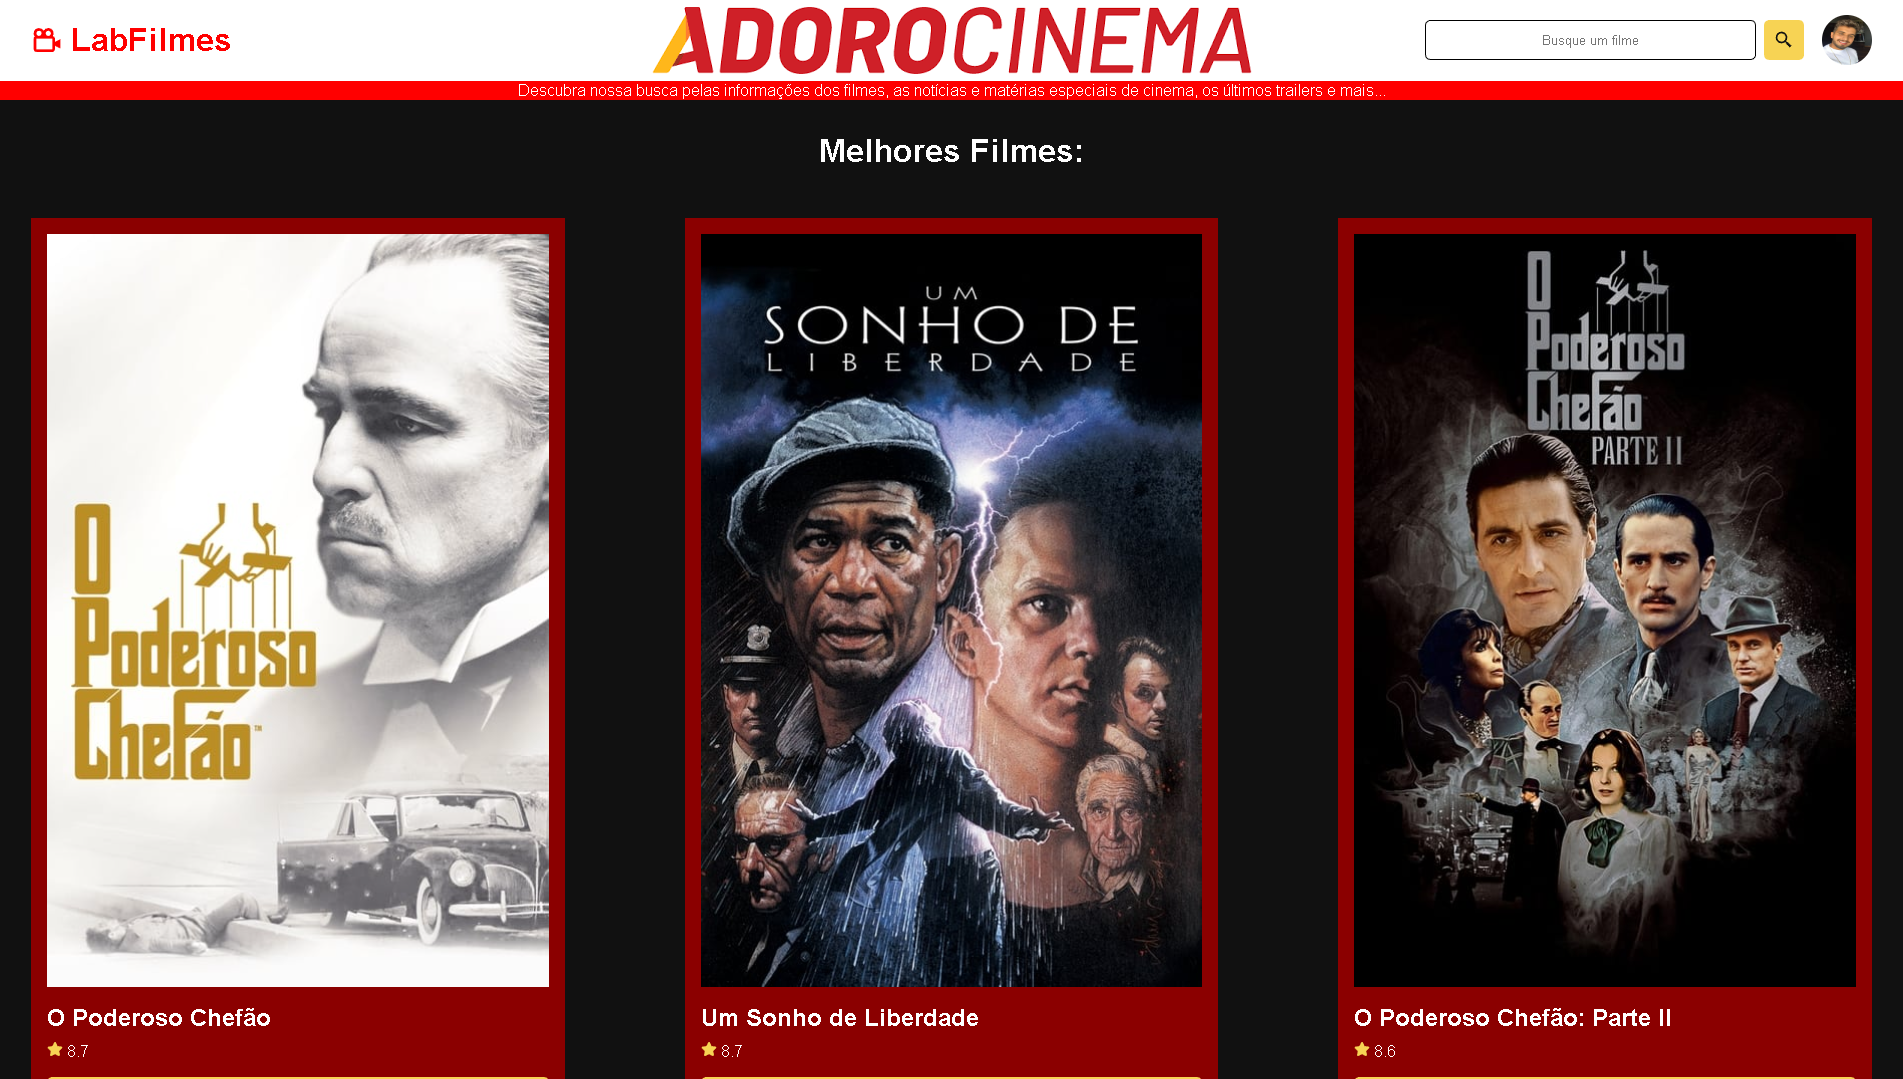 LabFilmes
ADOROCINEMA
Busque um filme
Descubra nossa busca pelas informações dos filmes, as notícias e matérias especiais de cinema, os últimos trailers e mais...
Melhores Filmes:
O
Poderoso
Chefão™
UM
SONHO DE
LIBERDADE
O
Poderoso
Chefão
PARTE II
O Poderoso Chefão
8.7
Um Sonho de Liberdade
8.7
O Poderoso Chefão: Parte II
8.6